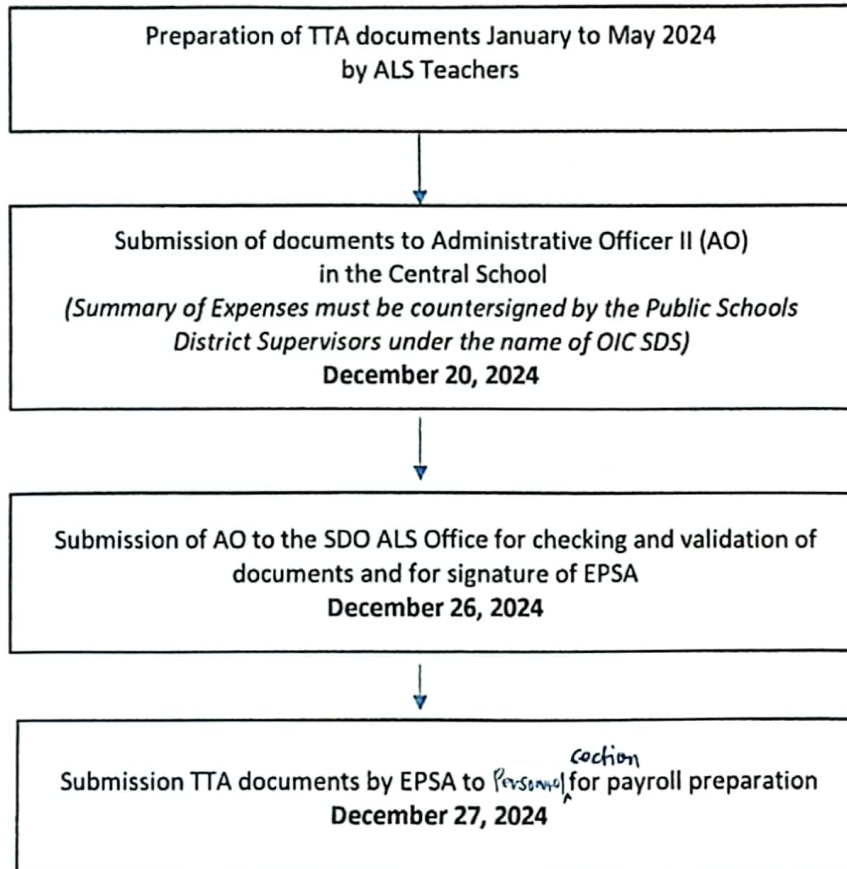 Preparation of TTA documents January to May 2024
by ALS Teachers
Submission of documents to Administrative Officer II (AO)
in the Central School
(Summary of Expenses must be countersigned by the Public Schools
District Supervisors under the name of OIC SDS)
December 20, 2024
Submission of AO to the SDO ALS Office for checking and validation of
documents and for signature of EPSA
December 26, 2024
coction
Submission TTA documents by EPSA to Personnel for payroll preparation
December 27, 2024